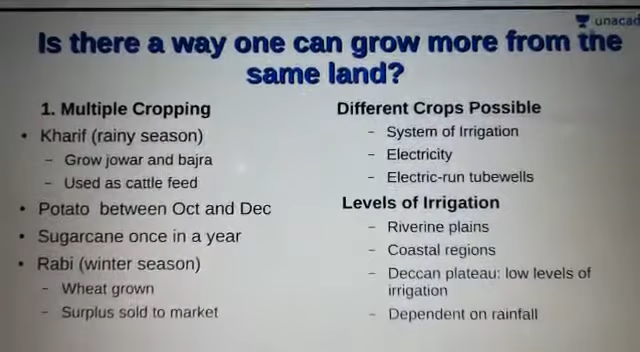 unacad
Is there a way one can grow more from the
same land?
1. Multiple Cropping
• Kharif (rainy season)
– Grow jowar and bajra
– Used as cattle feed
• Potato between Oct and Dec
• Sugarcane once in a year
• Rabi (winter season)
– Wheat grown
– Surplus sold to market
Different Crops Possible
– System of Irrigation
– Electricity
– Electric-run tubewells
Levels of Irrigation
– Riverine plains
– Coastal regions
– Deccan plateau: low levels of
irrigation
– Dependent on rainfall